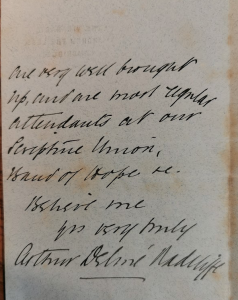 are very well brought
up, and are most regular
attendants at our
Scripture Union,
Band of Hope &c.
Believe me
yrs very truly
Arthur Radcliffe